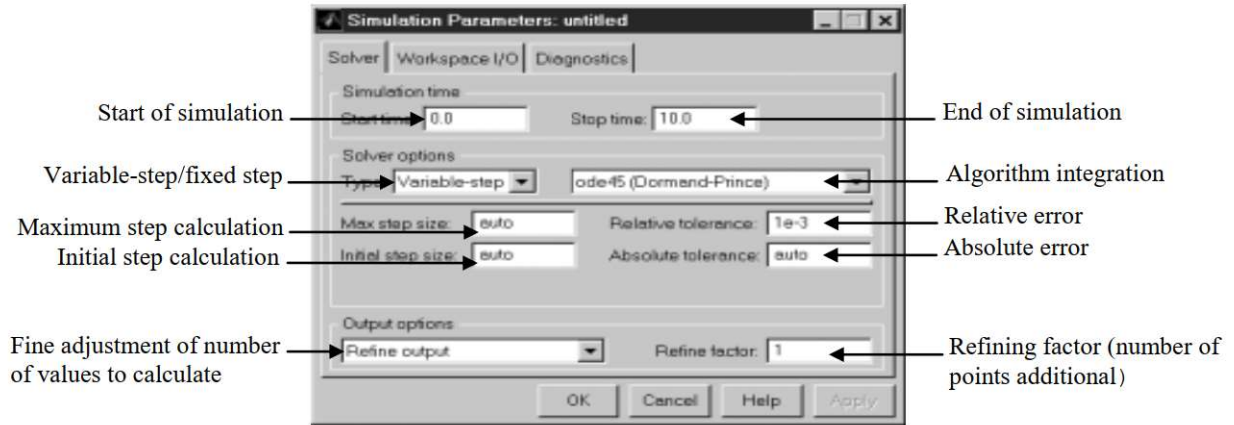 Simulation Parameters: untitled
Solver Workspace I/O Diagnostics
Simulation time
Start of simulation Start time: 0.0 Stop time: 10.0 End of simulation
Solver options
Variable-step/fixed step Type: Variable-step ode45 (Dormand-Prince) Algorithm integration
Maximum step calculation Max step size: auto Relative tolerance: 1e-3 Relative error
Initial step calculation Initial step size: auto Absolute tolerance: auto Absolute error
Output options
Fine adjustment of number
of values to calculate
Refine output Refine factor: 1
Refining factor (number of
points additional)
OK Cancel Help Apply